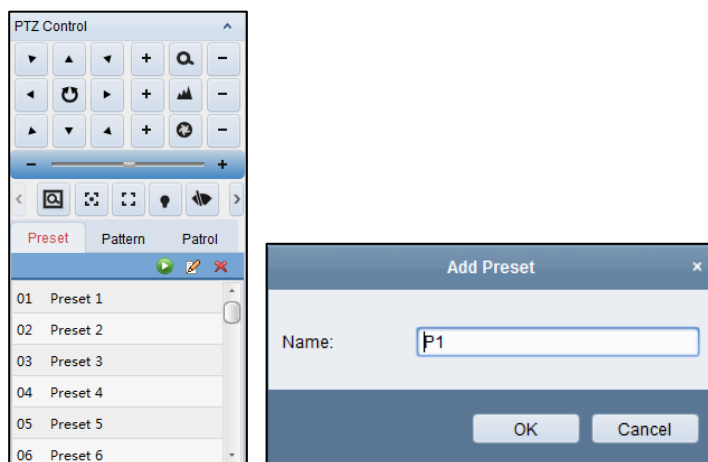 PTZ Control
Preset Pattern Patrol
01 Preset 1
02 Preset 2
03 Preset 3
04 Preset 4
05 Preset 5
06 Preset 6
Add Preset
Name: P1
OK Cancel